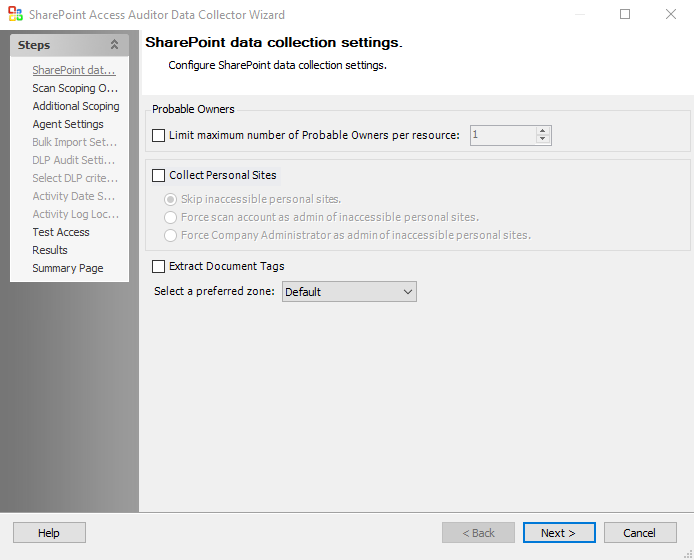 SharePoint Access Auditor Data Collector Wizard
Steps
SharePoint dat...
Scan Scoping O...
Additional Scoping
Agent Settings
Bulk Import Set...
DLP Audit Setti...
Select DLP crite...
Activity Date S...
Activity Log Loc...
Test Access
Results
Summary Page
SharePoint data collection settings.
Configure SharePoint data collection settings.
Probable Owners
Limit maximum number of Probable Owners per resource: 1
Collect Personal Sites
Skip inaccessible personal sites.
Force scan account as admin of inaccessible personal sites.
Force Company Administrator as admin of inaccessible personal sites.
Extract Document Tags
Select a preferred zone: Default
Help < Back Next > Cancel